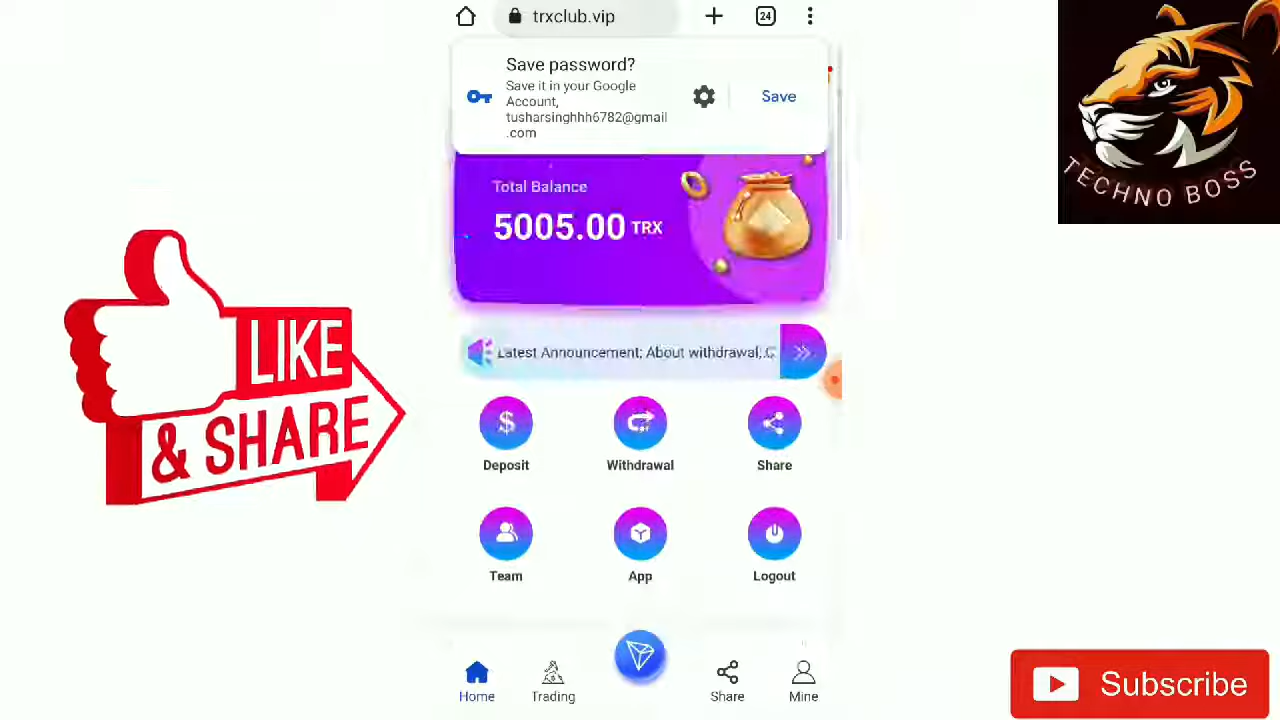 trxclub.vip
24
Save password?
Save it in your Google
Account,
tusharsinghhh6782@gmail
.com
Save
Total Balance
5005.00 TRX
Latest Announcement: About withdrawal:
Deposit
Withdrawal
Share
Team
App
Logout
Home
Trading
Share
Mine
LIKE
& SHARE
TECHNO BOSS
Subscribe